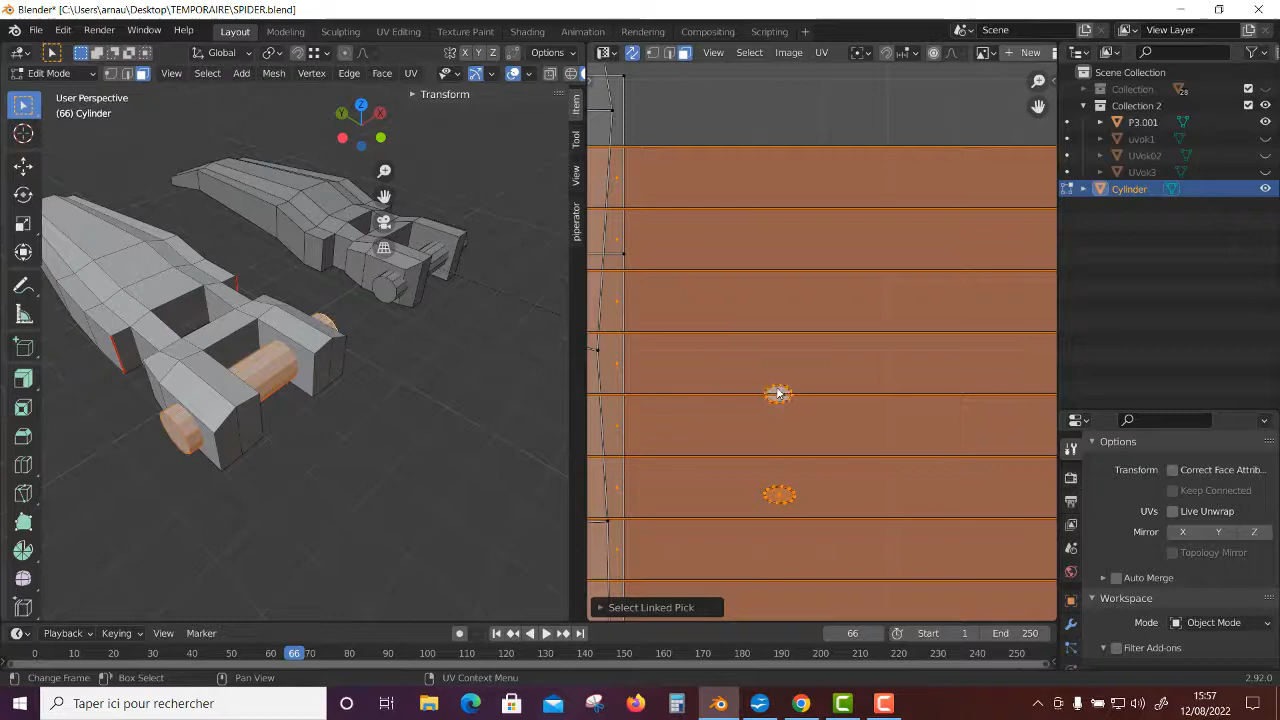 Blender* [C:\Users\arnau\Desktop\TEMPORAIRE\SPIDER.blend]
File Edit Render Window Help Layout Modeling Sculpting UV Editing Texture Paint Shading Animation Rendering Compositing Scripting Scene View Layer
Global X Y Z Options View Select Image UV New
Edit Mode View Select Add Mesh Vertex Edge Face UV
User Perspective
(66) Cylinder
Transform
Item
Tool
View
piperator
Z
Y
X
Select Linked Pick
Scene Collection
Collection 28
Collection 2
P3.001
uvok1
UVok02
UVok3
Cylinder
Options
Transform Correct Face Attrib...
Keep Connected
UVs Live Unwrap
Mirror X Y Z
Topology Mirror
Auto Merge
Workspace
Mode Object Mode
Filter Add-ons
Playback Keying View Marker 66 Start 1 End 250
0 10 20 30 40 50 66 70 80 90 100 110 120 130 140 150 160 170 180 190 200 210 220 230 240 250
Change Frame Box Select Pan View UV Context Menu 2.92.0
Taper ici pour rechercher
15:57
12/08/2022